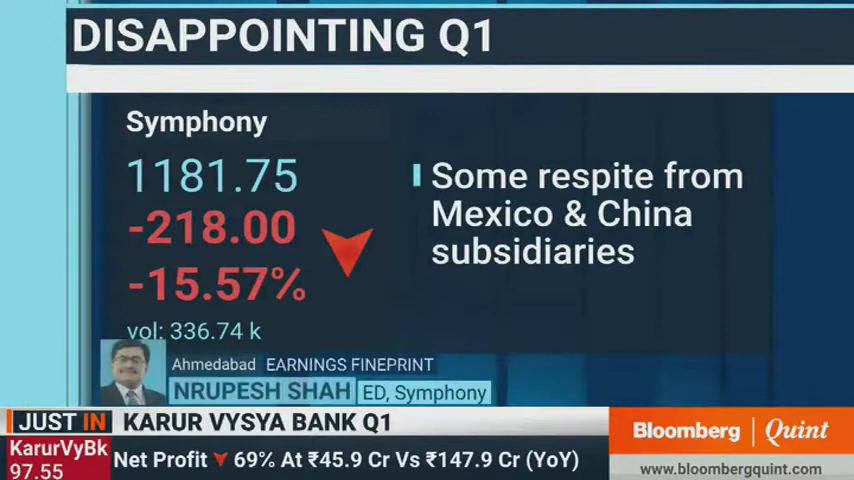 DISAPPOINTING Q1
Symphony
1181.75
-218.00
-15.57%
vol: 336.74 k
Some respite from
Mexico & China
subsidiaries
Ahmedabad EARNINGS FINEPRINT
NRUPESH SHAH ED, Symphony
JUST IN KARUR VYSYA BANK Q1
KarurVyBk
97.55
Net Profit 69% At ₹45.9 Cr Vs ₹147.9 Cr (YoY)
Bloomberg | Quint
www.bloombergquint.com